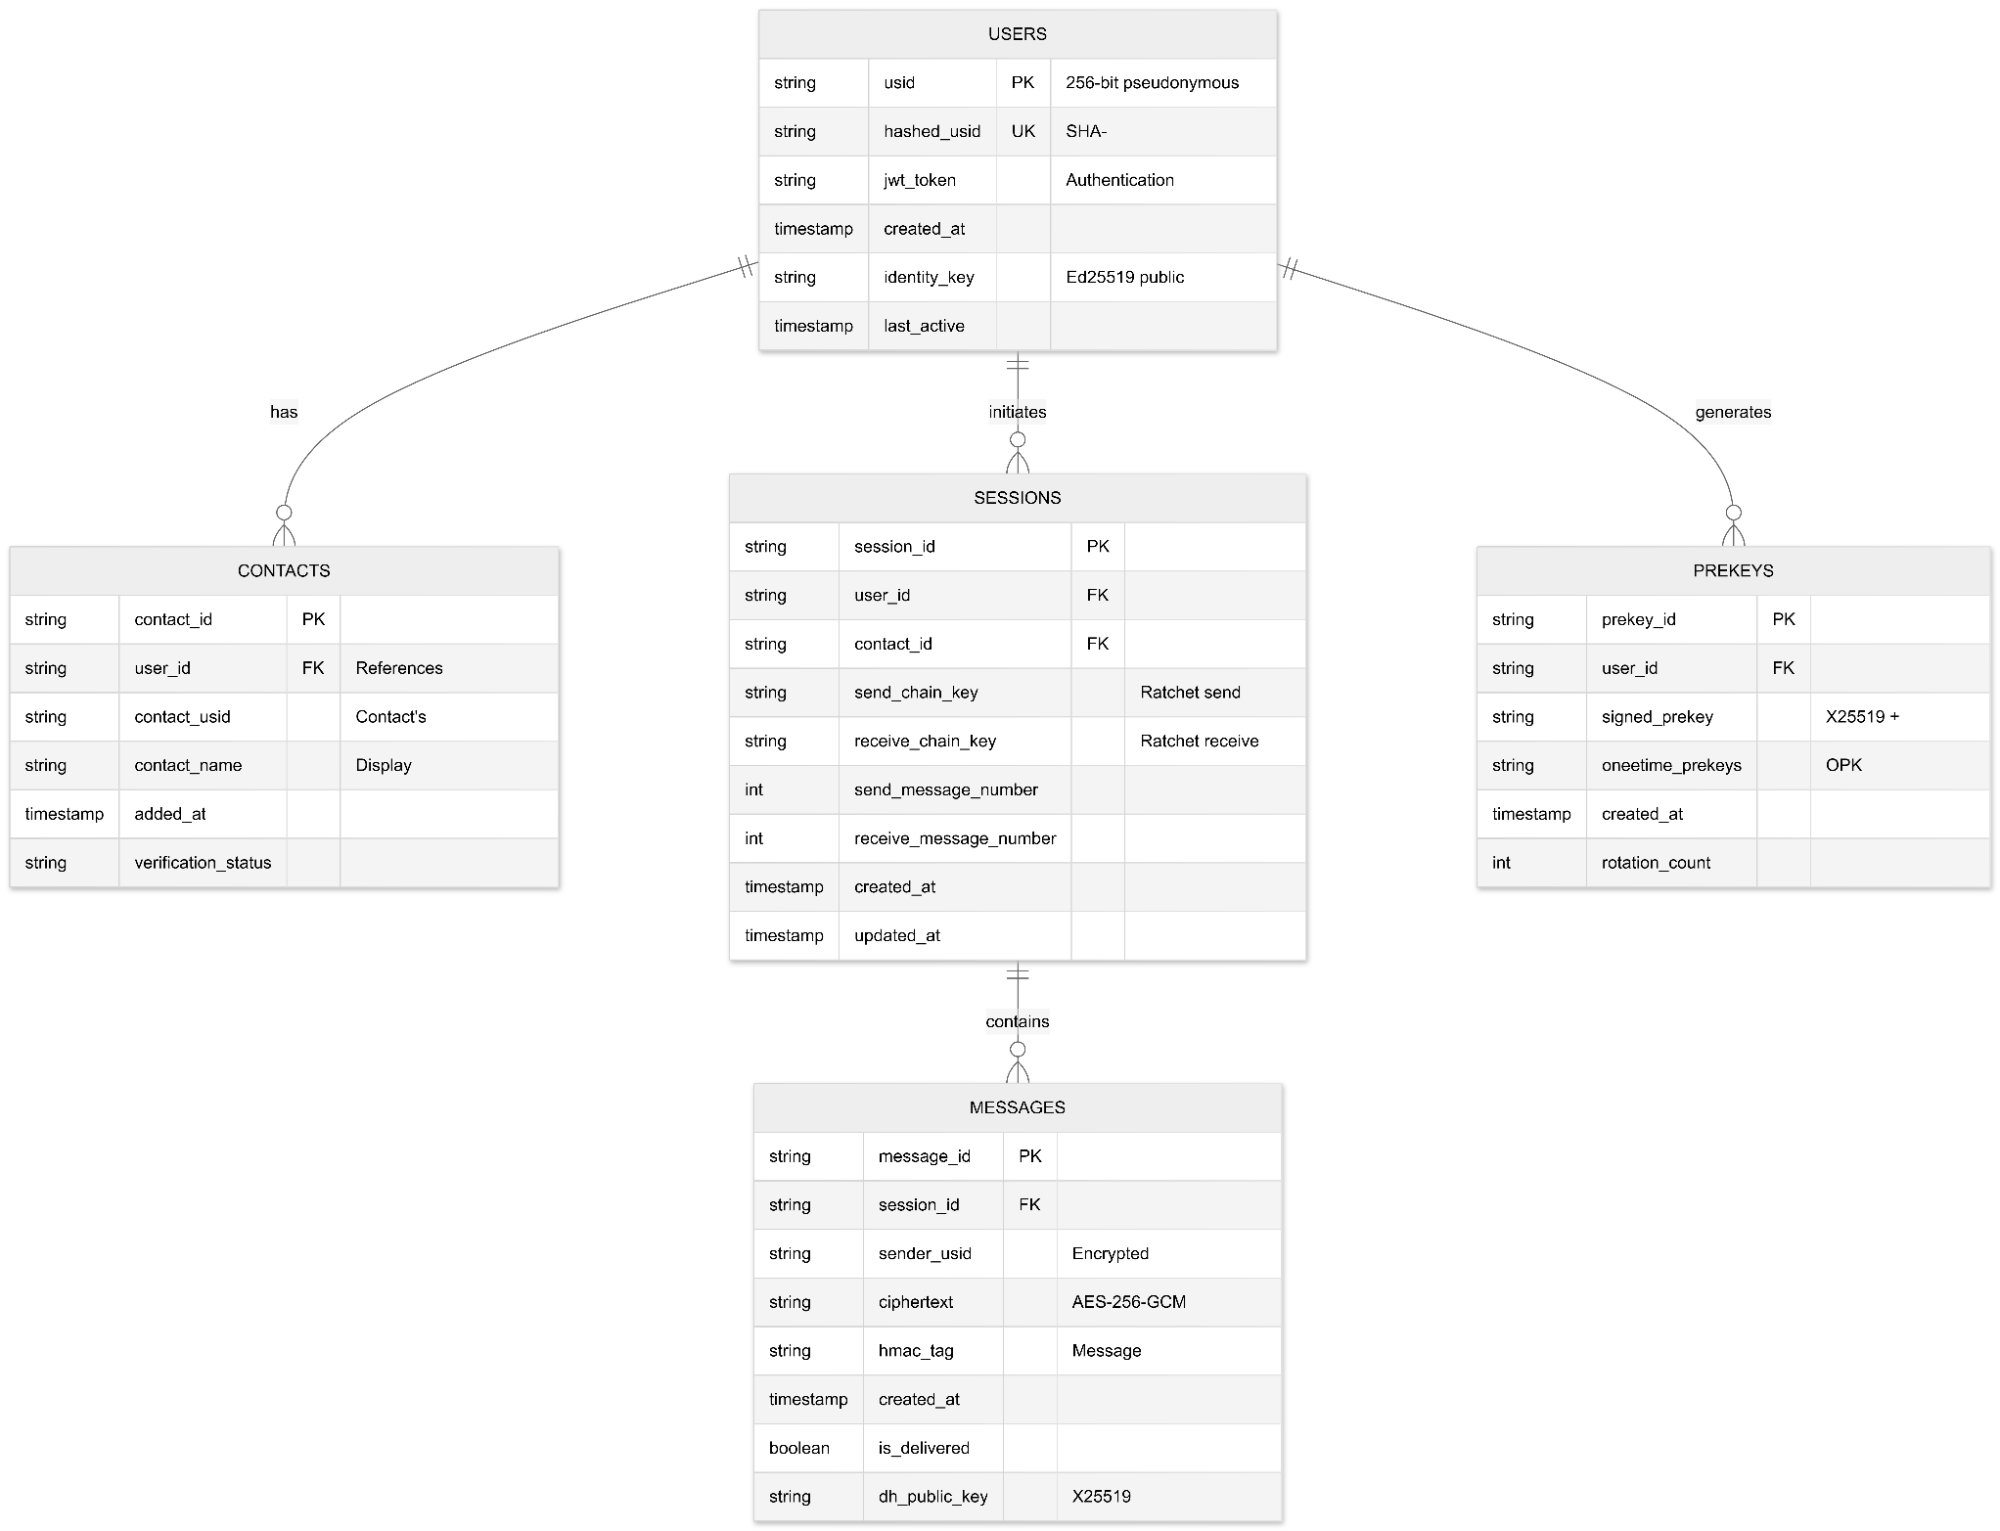 USERS
string usid PK 256-bit pseudonymous
string hashed_usid UK SHA-
string jwt_token Authentication
timestamp created_at
string identity_key Ed25519 public
timestamp last_active
has
initiates
generates
CONTACTS
string contact_id PK
string user_id FK References
string contact_usid Contact's
string contact_name Display
timestamp added_at
string verification_status
SESSIONS
string session_id PK
string user_id FK
string contact_id FK
string send_chain_key Ratchet send
string receive_chain_key Ratchet receive
int send_message_number
int receive_message_number
timestamp created_at
timestamp updated_at
PREKEYS
string prekey_id PK
string user_id FK
string signed_prekey X25519 +
string oneetime_prekeys OPK
timestamp created_at
int rotation_count
contains
MESSAGES
string message_id PK
string session_id FK
string sender_usid Encrypted
string ciphertext AES-256-GCM
string hmac_tag Message
timestamp created_at
boolean is_delivered
string dh_public_key X25519